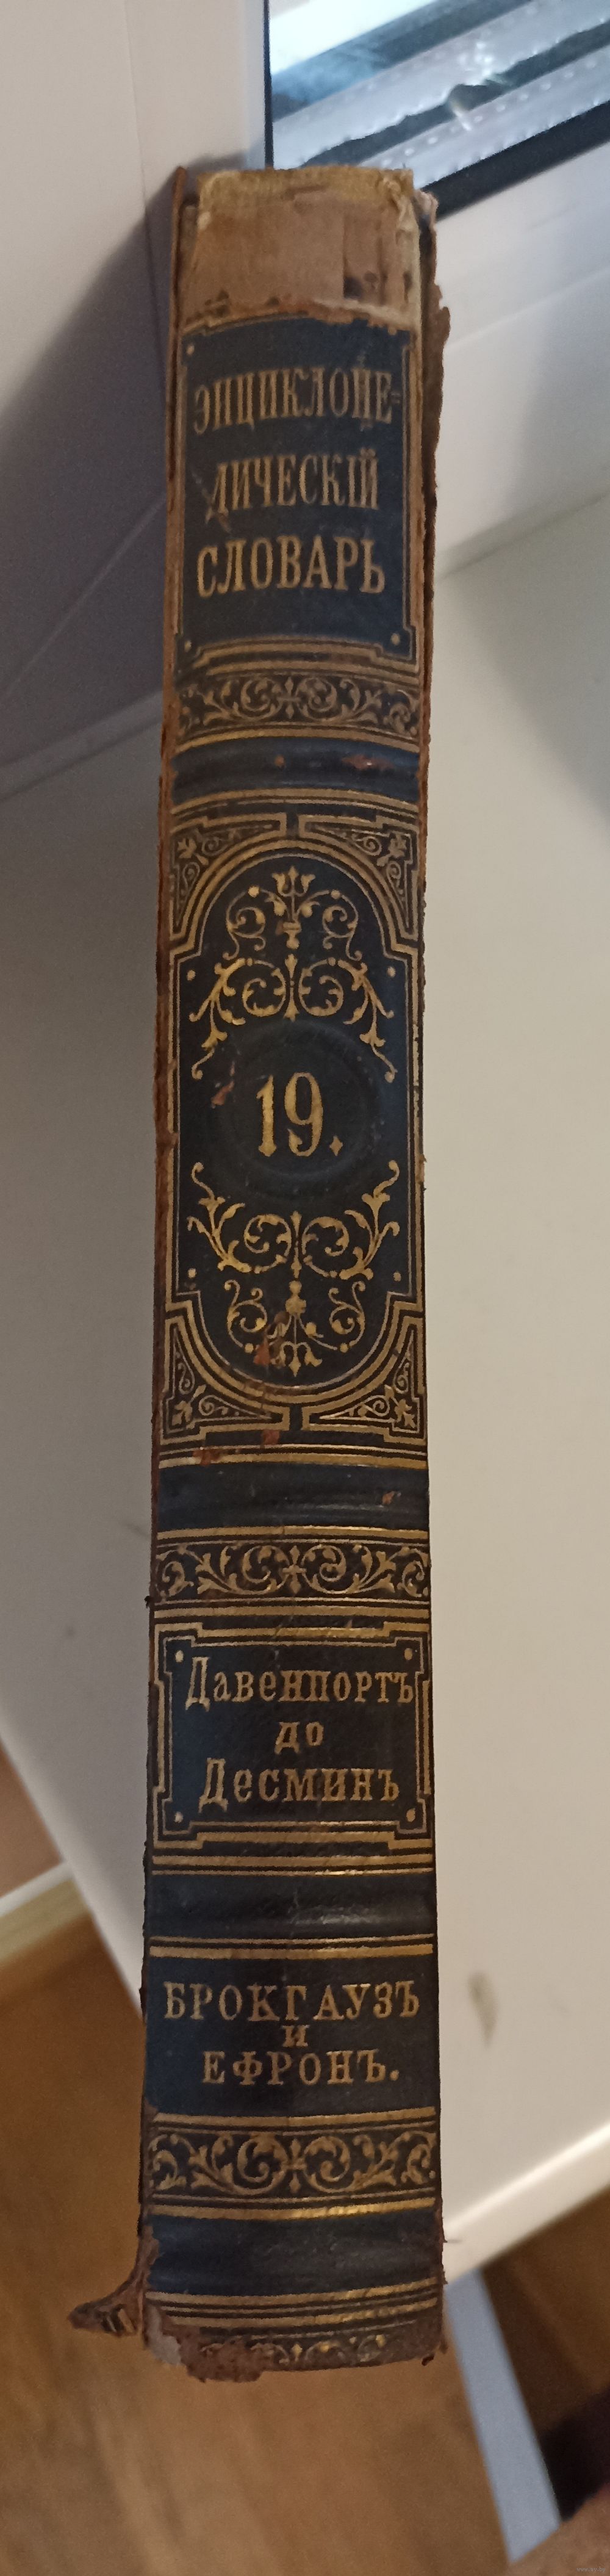 ЭНЦИКЛОПЕ=
ДИЧЕСКІЙ
СЛОВАРЬ
19.
Давенпортъ
до
Десминъ
БРОКГАУЗЪ
И
ЕФРОНЪ.